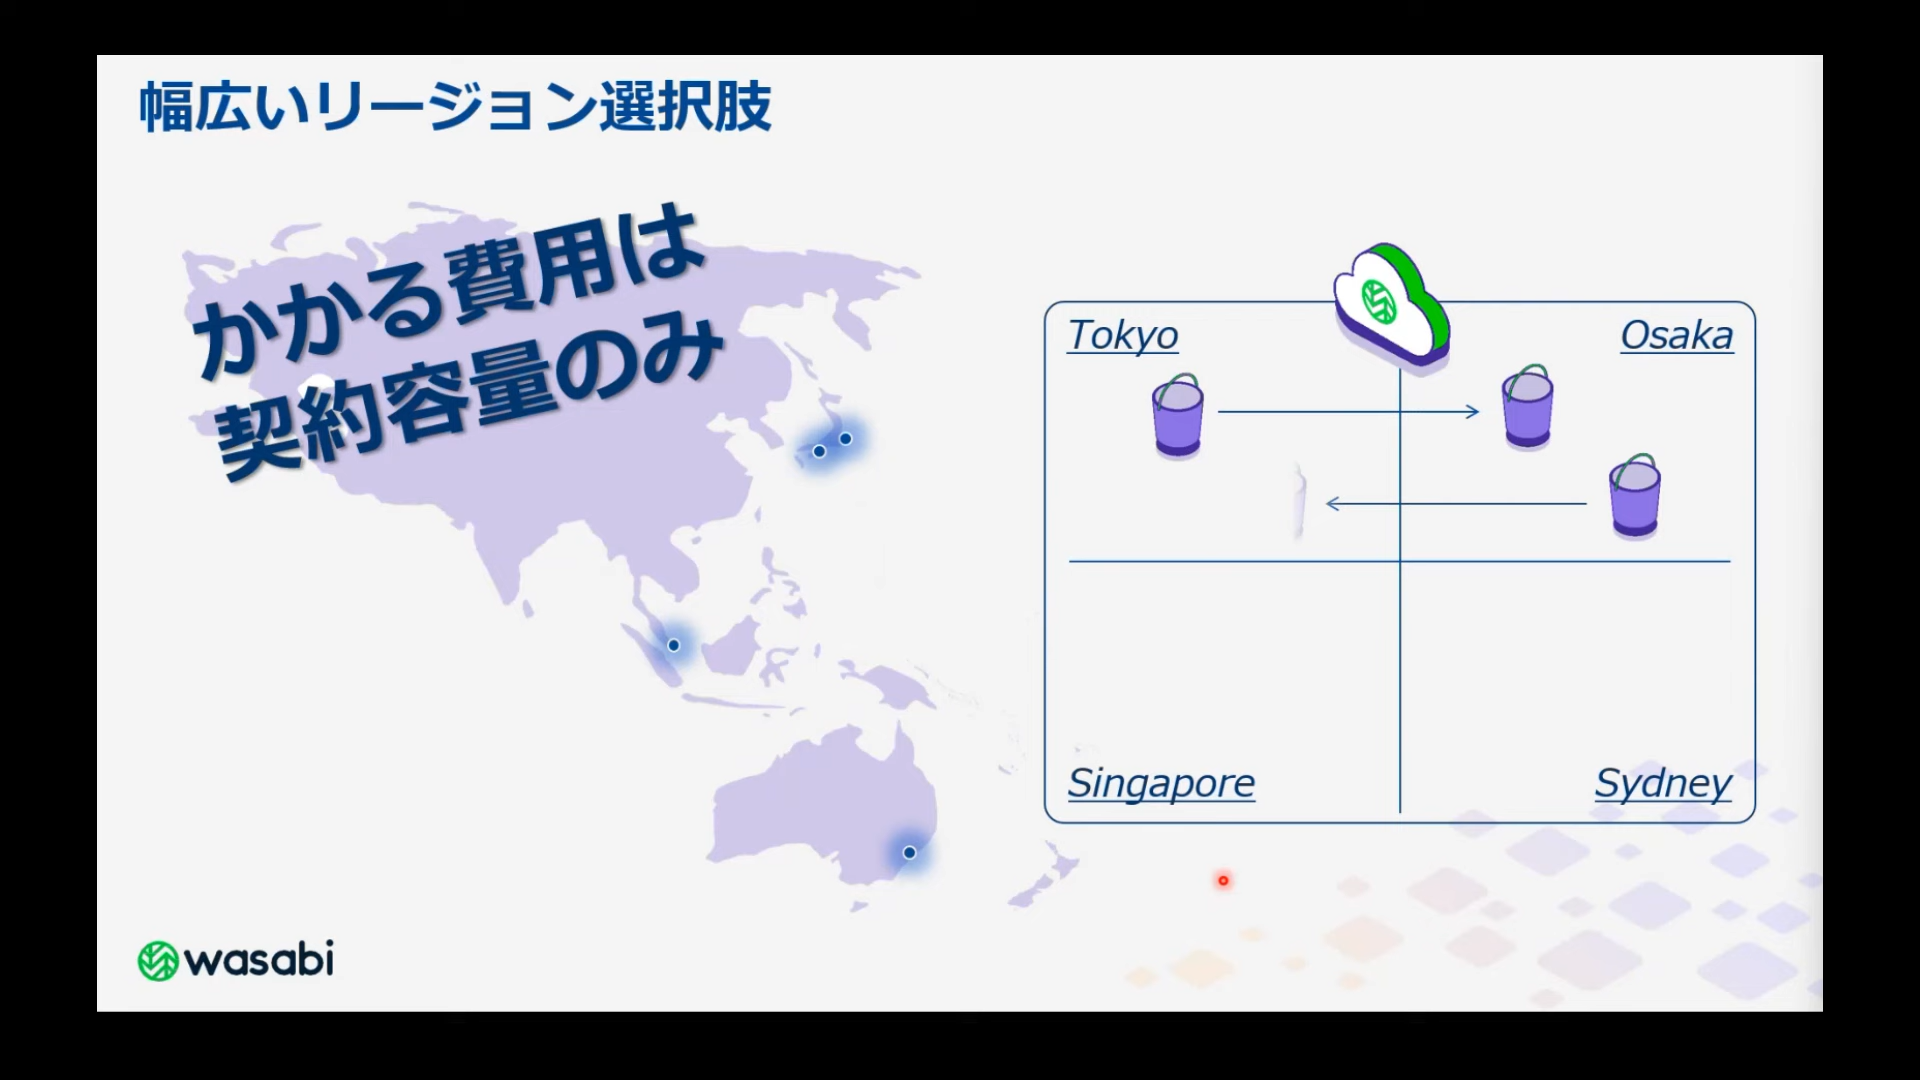 幅広いリージョン選択肢
かかる費用は
契約容量のみ
Tokyo
Osaka
Singapore
Sydney
wasabi